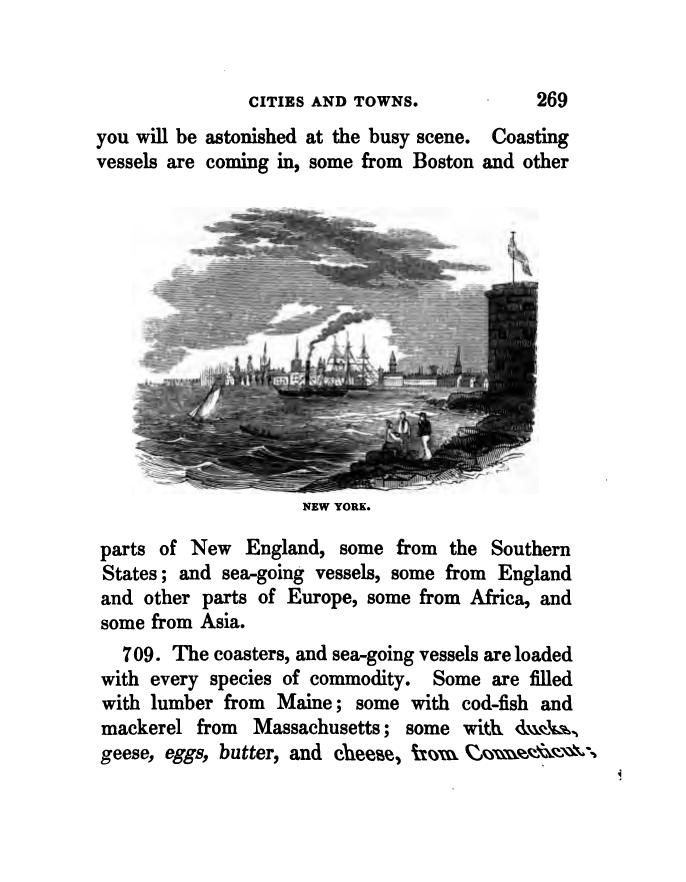 CITIES AND TOWNS. 269
you will be astonished at the busy scene. Coasting
vessels are coming in, some from Boston and other
NEW YORK.
parts of New England, some from the Southern
States; and sea-going vessels, some from England
and other parts of Europe, some from Africa, and
some from Asia.
709. The coasters, and sea-going vessels are loaded
with every species of commodity. Some are filled
with lumber from Maine; some with cod-fish and
mackerel from Massachusetts; some with ducks,
geese, eggs, butter, and cheese, from Connecticut;